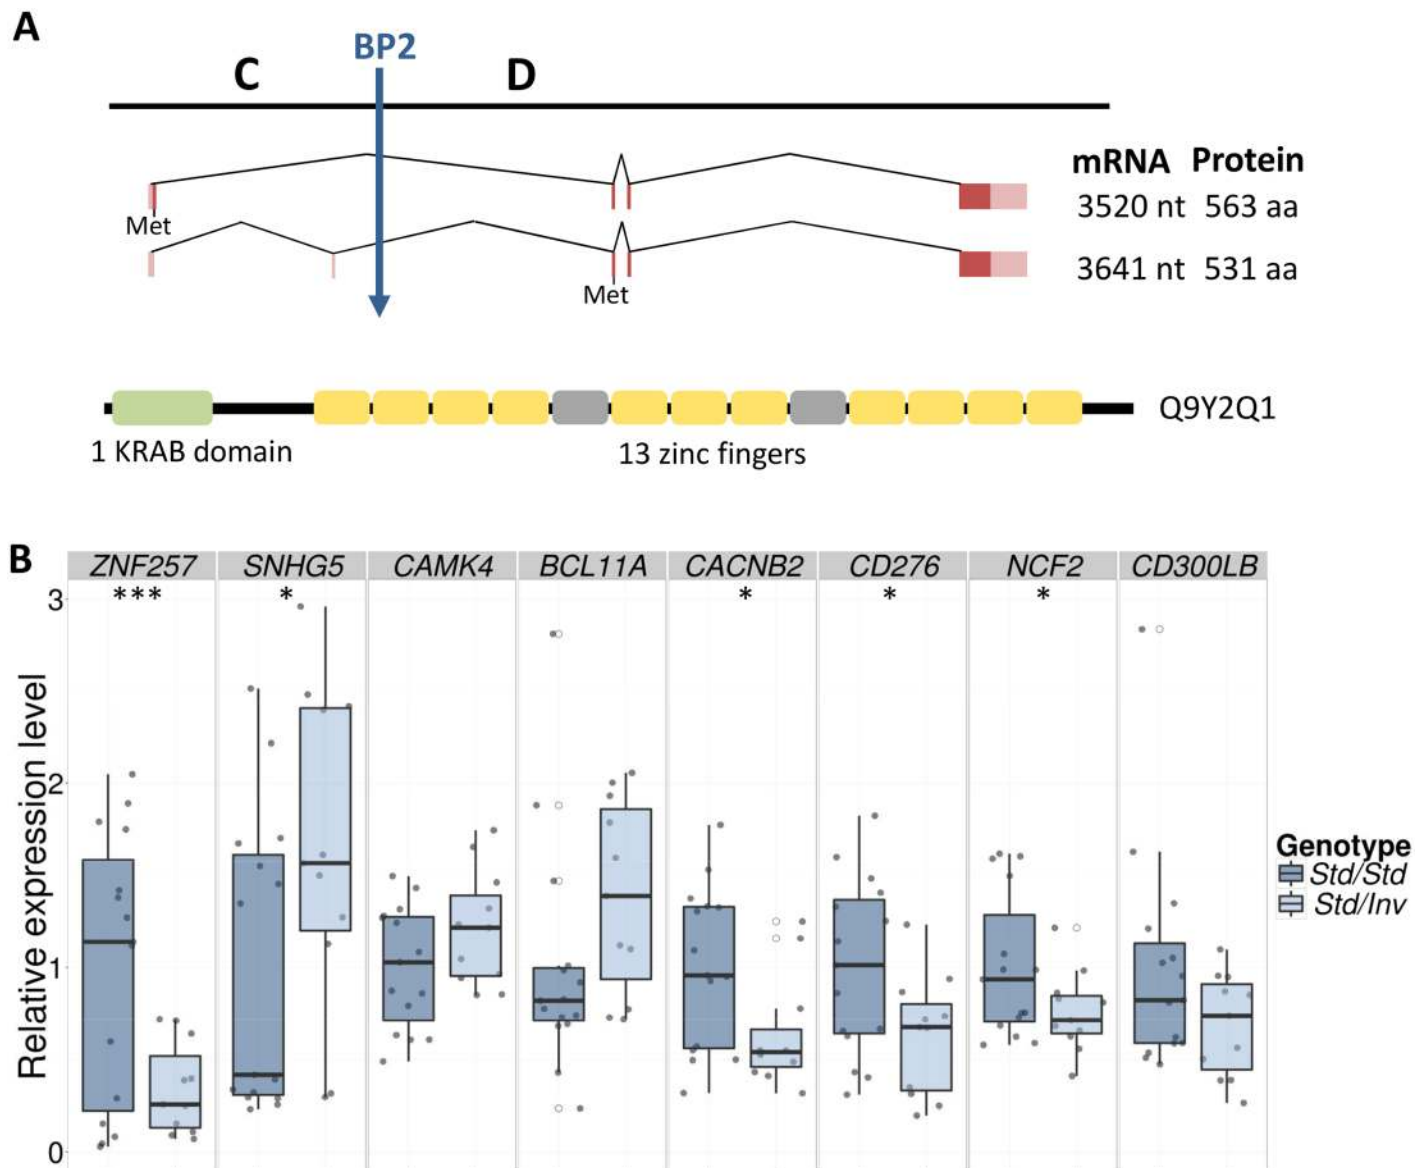 A
BP2
C D
mRNA Protein
3520 nt 563 aa
Met
3641 nt 531 aa
Met
Q9Y2Q1
1 KRAB domain
13 zinc fingers
B
ZNF257 SNHG5 CAMK4 BCL11A CACNB2 CD276 NCF2 CD300LB
*** * * * *
3
2
1
0
Relative expression level
Genotype
Std/Std
Std/Inv